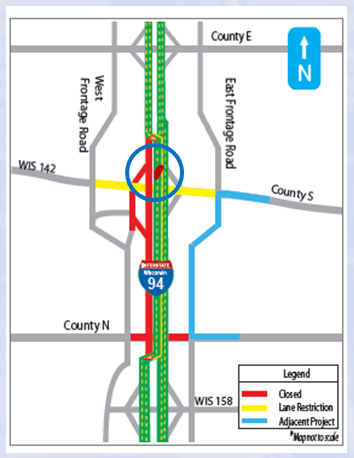 County E
N
West
Frontage Road
East Frontage Road
WIS 142
County S
INTERSTATE
Wisconsin
94
County N
WIS 158
Legend
Closed
Lane Restriction
Adjacent Project
*Map not to scale